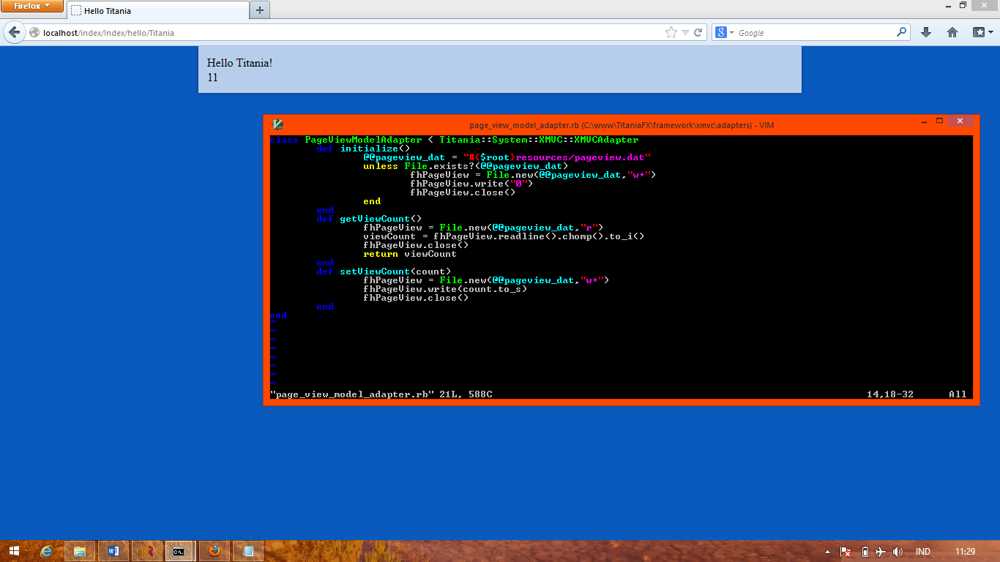 Firefox
Hello Titania
localhost/index/Index/hello/Titania
Google
Hello Titania!
11
page_view_model_adapter.rb (C:\www\TitaniaFX\framework\xmvc\adapters) - VIM
class PageViewModelAdapter < Titania::System::XMVC::XMVCAdapter
def initialize()
@@pageview_dat = "#{$root}resources/pageview.dat"
unless File.exists?(@@pageview_dat)
fhPageView = File.new(@@pageview_dat,"w+")
fhPageView.write("0")
fhPageView.close()
end
end
def getViewCount()
fhPageView = File.new(@@pageview_dat,"r")
viewCount = fhPageView.readline().chomp().to_i()
fhPageView.close()
return viewCount
end
def setViewCount(count)
fhPageView = File.new(@@pageview_dat,"w+")
fhPageView.write(count.to_s)
fhPageView.close()
end
end
~
~
~
~
~
~
~
~
"page_view_model_adapter.rb" 21L, 588C 14,18-32 All
IND 11:29